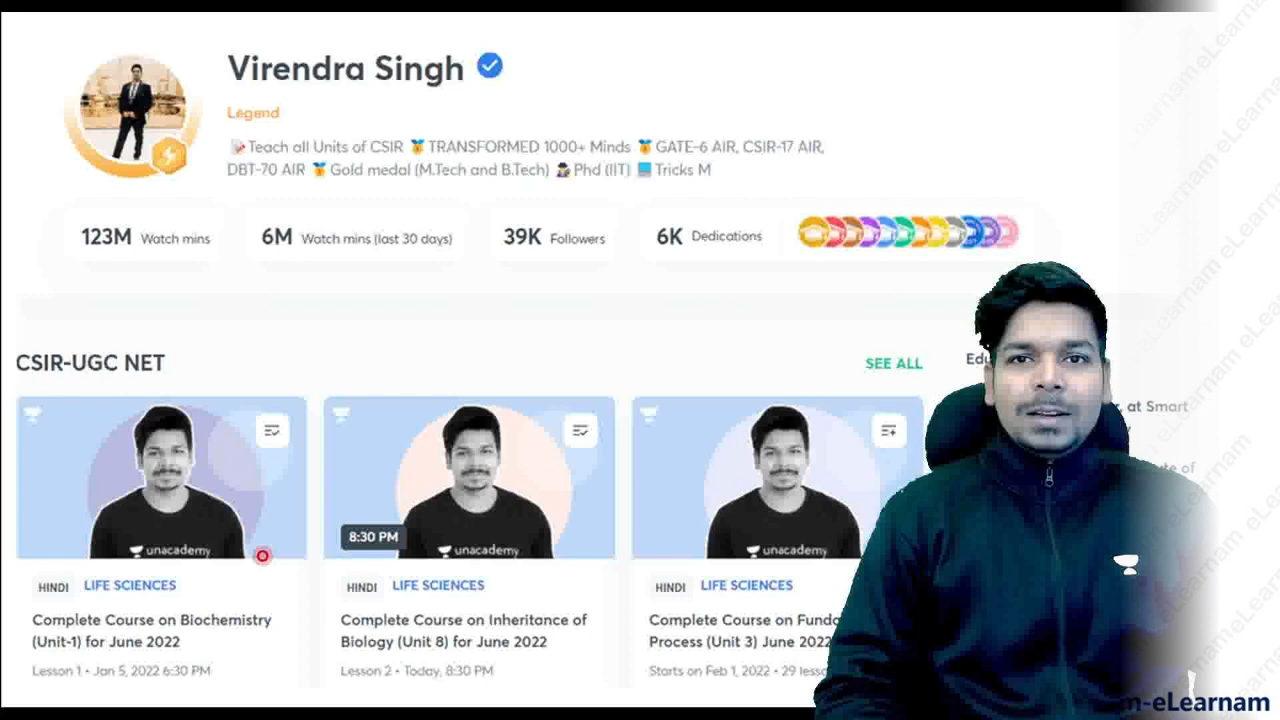 Virendra Singh
Legend
Teach all Units of CSIR TRANSFORMED 1000+ Minds GATE-6 AIR, CSIR-17 AIR,
DBT-70 AIR Gold medal (M.Tech and B.Tech) Phd (IIT) Tricks M
123M Watch mins 6M Watch mins (last 30 days) 39K Followers 6K Dedications
CSIR-UGC NET SEE ALL
at Smart
unacademy unacademy unacademy
8:30 PM
HINDI LIFE SCIENCES HINDI LIFE SCIENCES HINDI LIFE SCIENCES
Complete Course on Biochemistry Complete Course on Inheritance of Complete Course on
(Unit-1) for June 2022 Biology (Unit 8) for June 2022 Process (Unit 3) June 2022
Lesson 1 • Jan 5, 2022 6:30 PM Lesson 2 • Today, 8:30 PM Starts on Feb 1, 2022 • 29
eLearnam
m-eLearnam